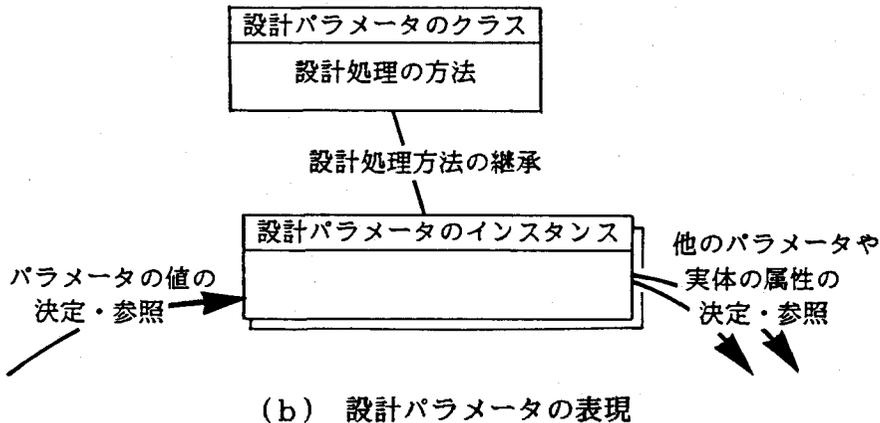 設計パラメータのクラス
設計処理の方法
設計処理方法の継承
設計パラメータのインスタンス
パラメータの値の
決定・参照
他のパラメータや
実体の属性の
決定・参照
(b) 設計パラメータの表現